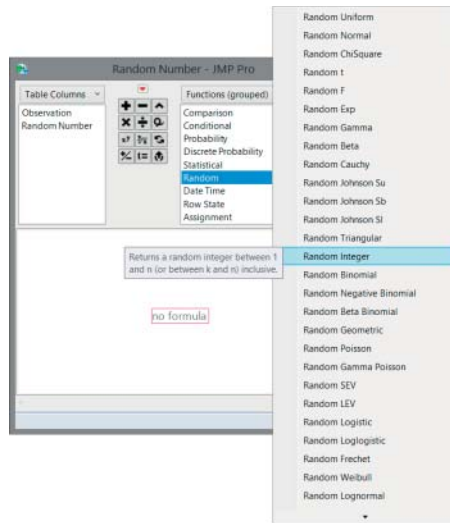 Random Number - JMP Pro
Table Columns
Observation
Random Number
Functions (grouped)
Comparison
Conditional
Probability
Discrete Probability
Statistical
Random
Date Time
Row State
Assignment
Returns a random integer between 1
and n (or between k and n) inclusive.
no formula
Random Uniform
Random Normal
Random ChiSquare
Random t
Random F
Random Exp
Random Gamma
Random Beta
Random Cauchy
Random Johnson Su
Random Johnson Sb
Random Johnson Sl
Random Triangular
Random Integer
Random Binomial
Random Negative Binomial
Random Beta Binomial
Random Geometric
Random Poisson
Random Gamma Poisson
Random SEV
Random LEV
Random Logistic
Random Loglogistic
Random Frechet
Random Weibull
Random Lognormal